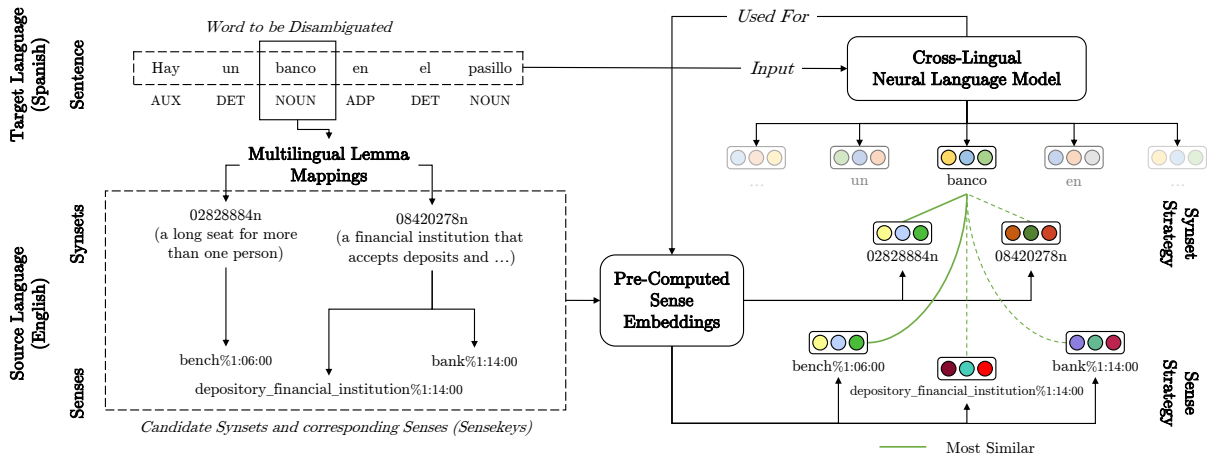 Target Language
(Spanish)
Sentence
Word to be Disambiguated
Hay un banco en el pasillo
AUX DET NOUN ADP DET NOUN
Multilingual Lemma
Mappings
Source Language
(English)
Synsets
Senses
02828884n
(a long seat for more
than one person)
08420278n
(a financial institution that
accepts deposits and ...)
bench%1:06:00
bank%1:14:00
depository_financial_institution%1:14:00
Candidate Synsets and corresponding Senses (Sensekeys)
Used For
Input
Cross-Lingual
Neural Language Model
... un banco en ...
Pre-Computed
Sense
Embeddings
Synset
Strategy
02828884n
08420278n
Sense
Strategy
bench%1:06:00
bank%1:14:00
depository_financial_institution%1:14:00
Most Similar